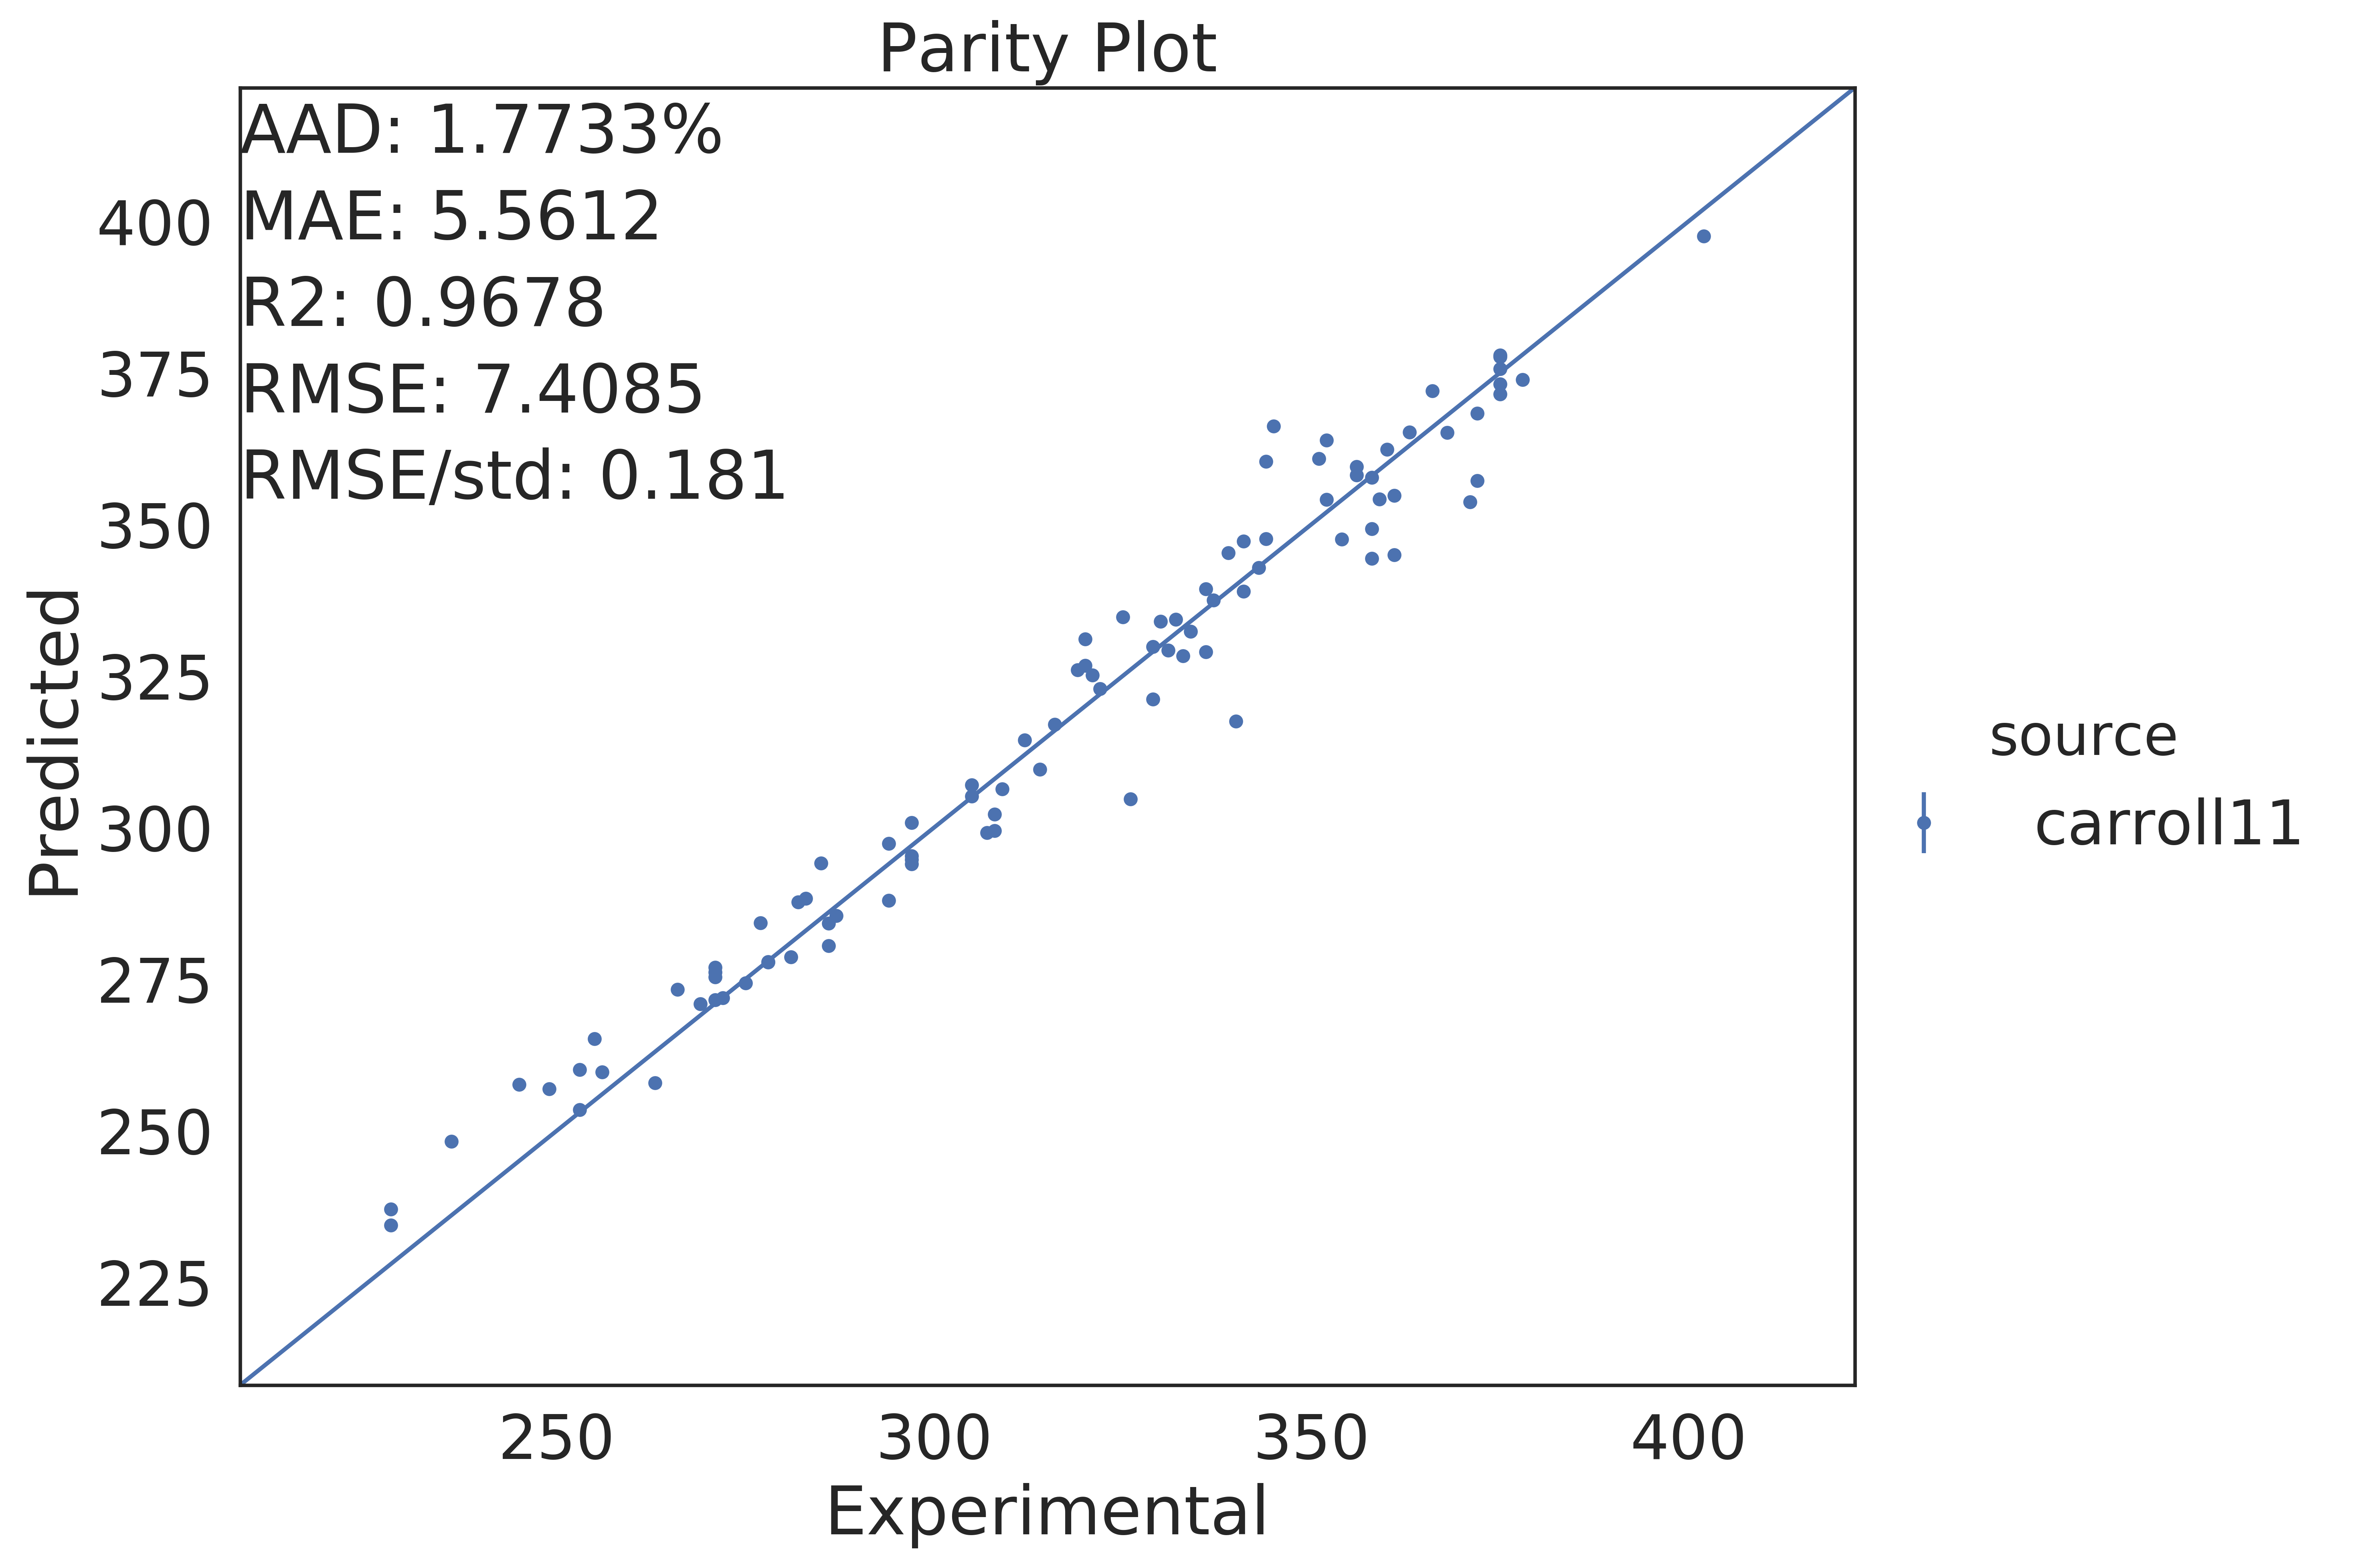 Parity Plot
AAD: 1.7733%
MAE: 5.5612
R2: 0.9678
RMSE: 7.4085
RMSE/std: 0.181
400
375
350
325
300
275
250
225
Predicted
250
300
350
400
Experimental
source
carroll11